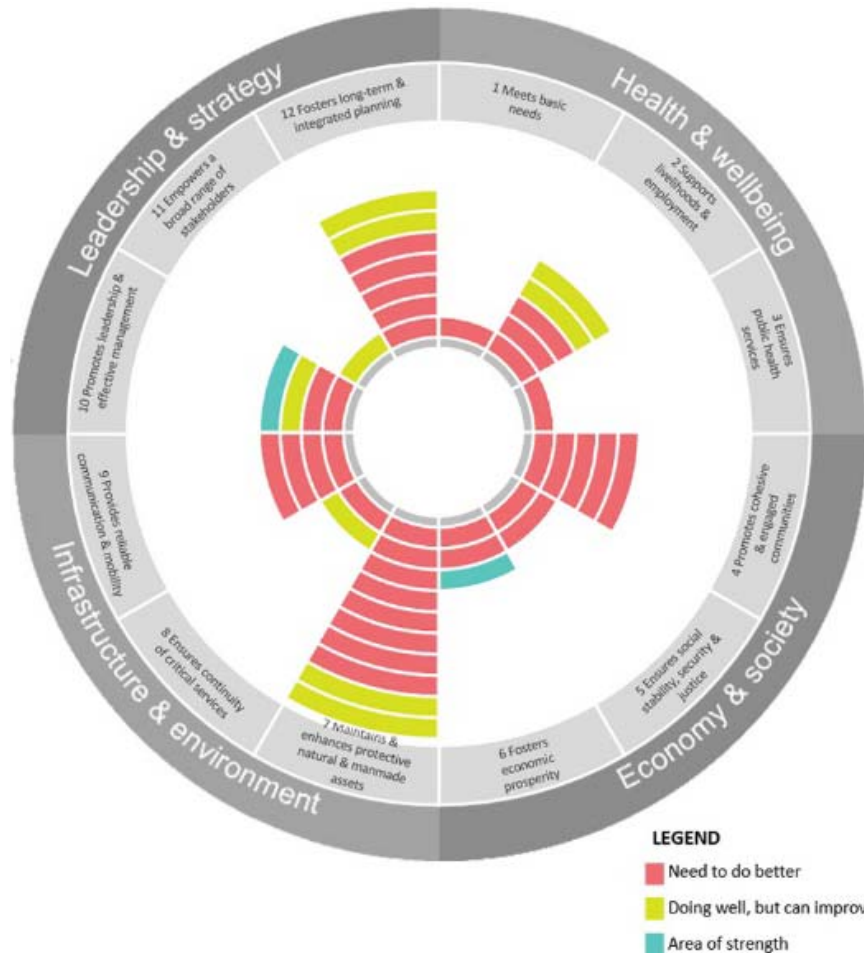 Leadership & strategy
Health & wellbeing
12 Fosters long-term &
integrated planning
1 Meets basic
needs
11 Empowers a
broad range of
stakeholders
2 Supports
livelihoods &
employment
10 Promotes leadership &
effective management
3 Ensures
public health
services
9 Provides reliable
communication & mobility
4 Promotes cohesive
& engaged
communities
8 Ensures continuity
of critical services
5 Ensures social
stability, security &
justice
7 Maintains &
enhances protective
natural & manmade
assets
6 Fosters
economic
prosperity
Infrastructure & environment
Economy & society
LEGEND
Need to do better
Doing well, but can improv
Area of strength